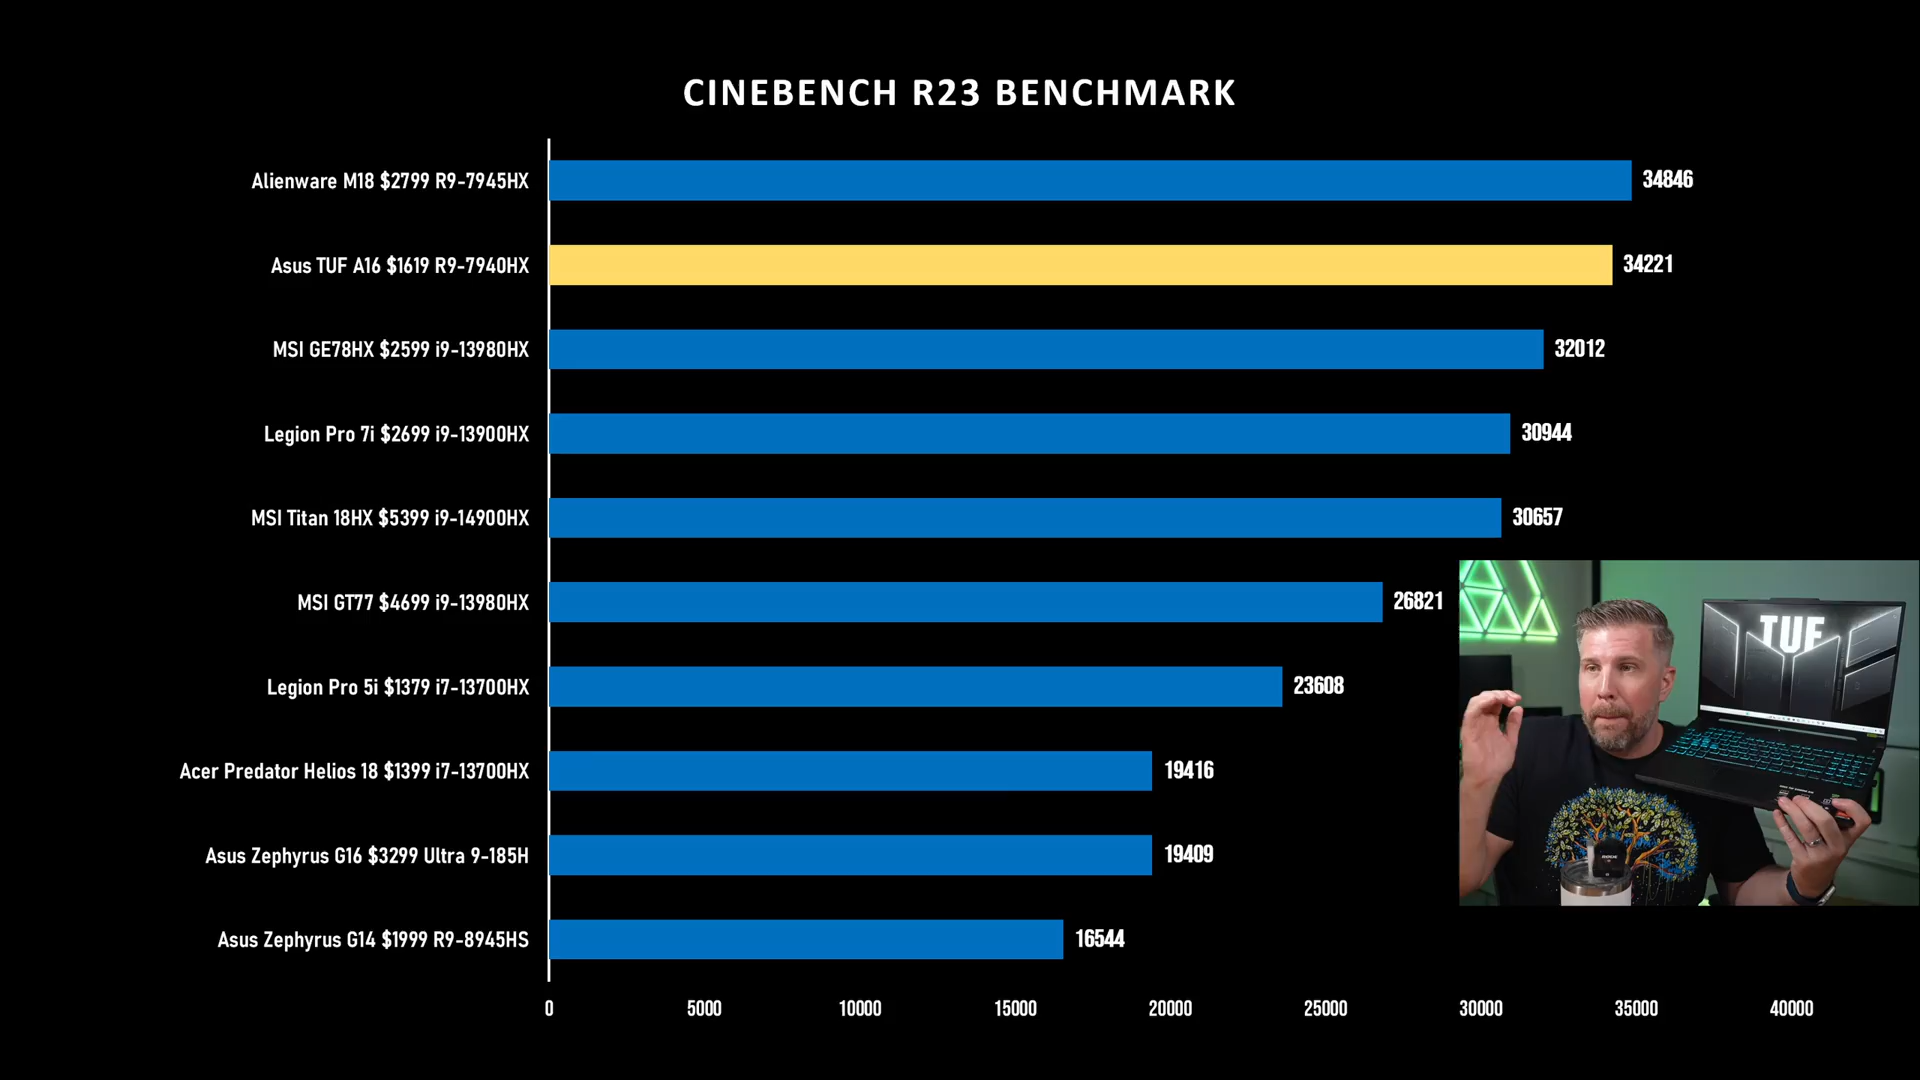 CINEBENCH R23 BENCHMARK
Alienware M18 $2799 R9-7945HX 34846
Asus TUF A16 $1619 R9-7940HX 34221
MSI GE78HX $2599 i9-13980HX 32012
Legion Pro 7i $2699 i9-13900HX 30944
MSI Titan 18HX $5399 i9-14900HX 30657
MSI GT77 $4699 i9-13980HX 26821
Legion Pro 5i $1379 i7-13700HX 23608
Acer Predator Helios 18 $1399 i7-13700HX 19416
Asus Zephyrus G16 $3299 Ultra 9-185H 19409
Asus Zephyrus G14 $1999 R9-8945HS 16544
0 5000 10000 15000 20000 25000 30000 35000 40000
TUF